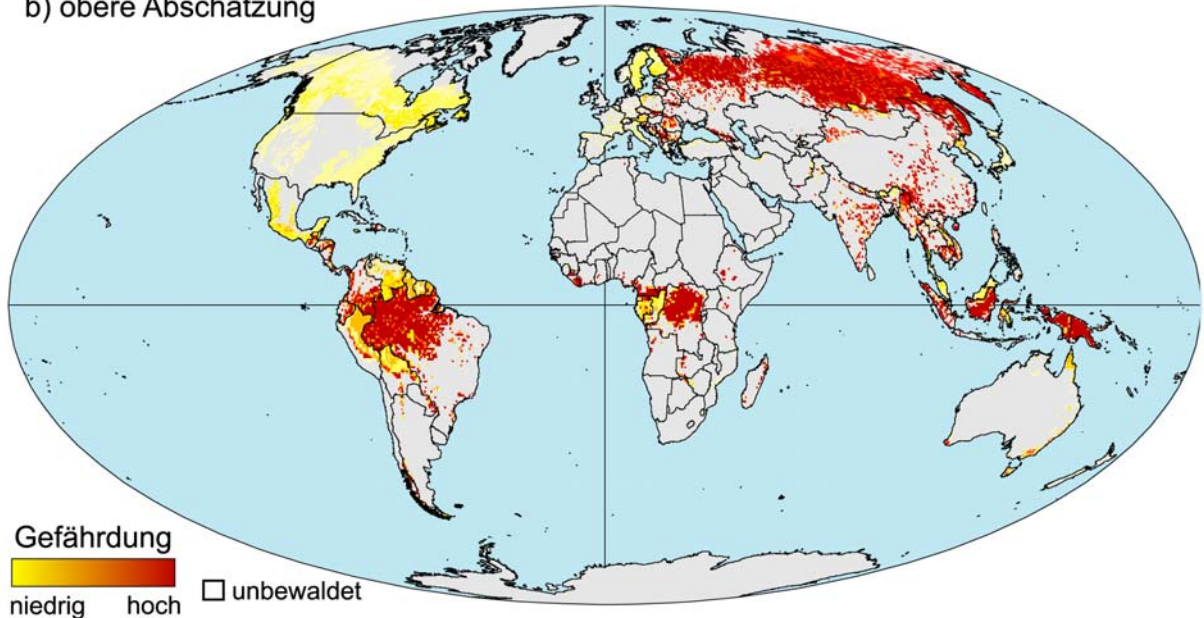 b) obere Abschätzung
Gefährdung
niedrig hoch
unbewaldet